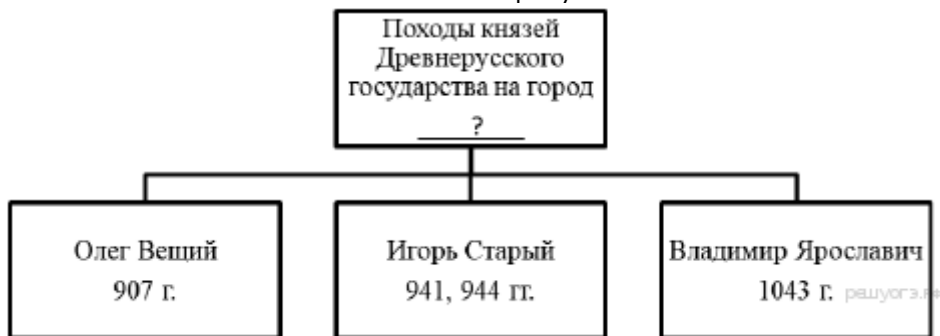 Походы князей
Древнерусского
государства на город
?
Олег Вещий
907 г.
Игорь Старый
941, 944 гг.
Владимир Ярославич
1043 г.
решуогэ.рф